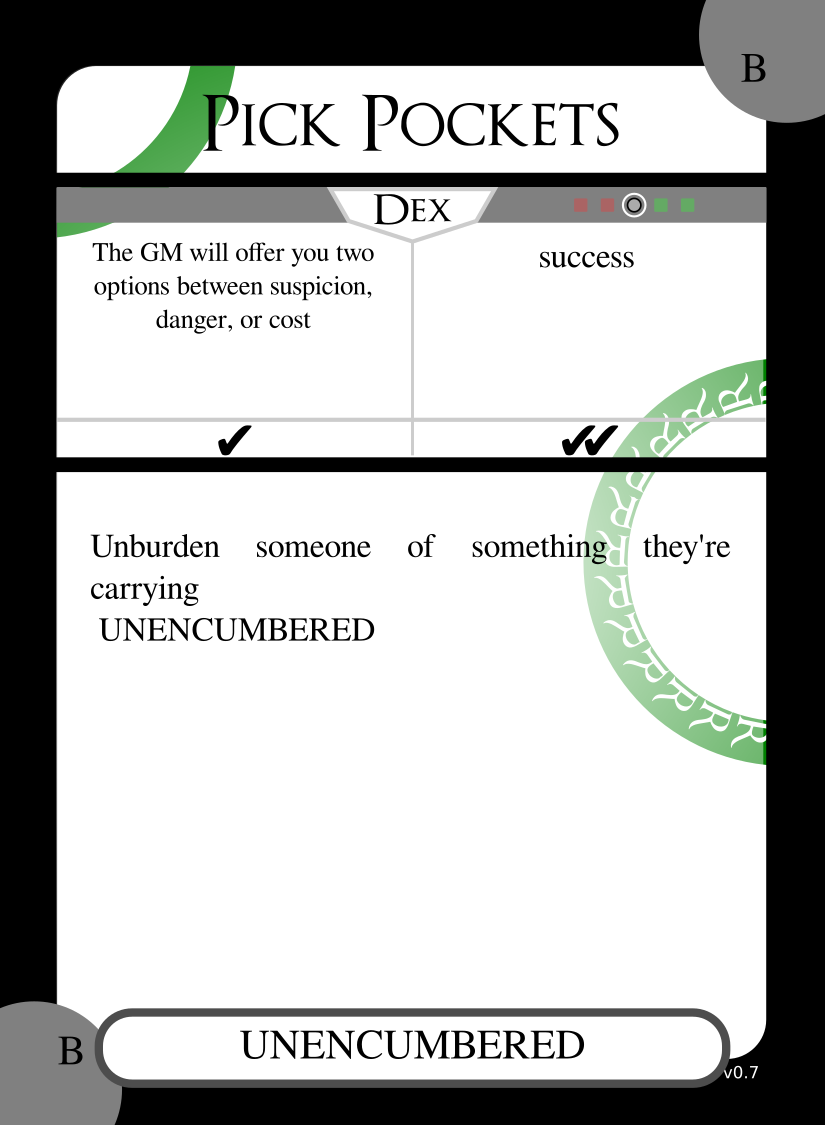 B
PICK POCKETS
DEX
The GM will offer you two
options between suspicion,
danger, or cost
success
✔
✔✔
Unburden someone of something they're
carrying
UNENCUMBERED
B
UNENCUMBERED
v0.7